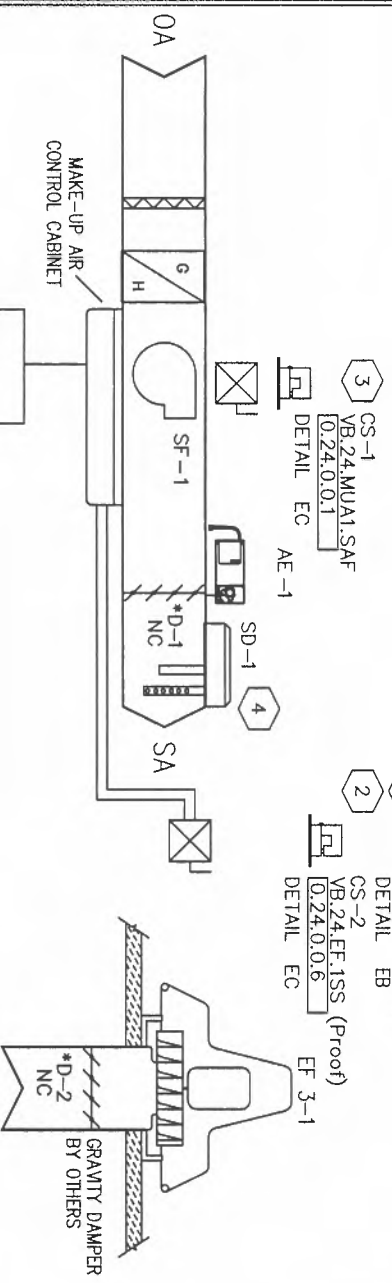 OA
MAKE-UP AIR
CONTROL CABINET
G
H
SF-1
3
CS-1
VB.24.MUA1.SAF
0.24.0.0.1
DETAIL EC
AE-1
*D-1
NC
SD-1
4
SA
DETAIL EB
2
CS-2
VB.24.EF.1SS (Proof)
0.24.0.0.6
DETAIL EC
EF 3-1
*D-2
NC
GRAVITY DAMPER
BY OTHERS